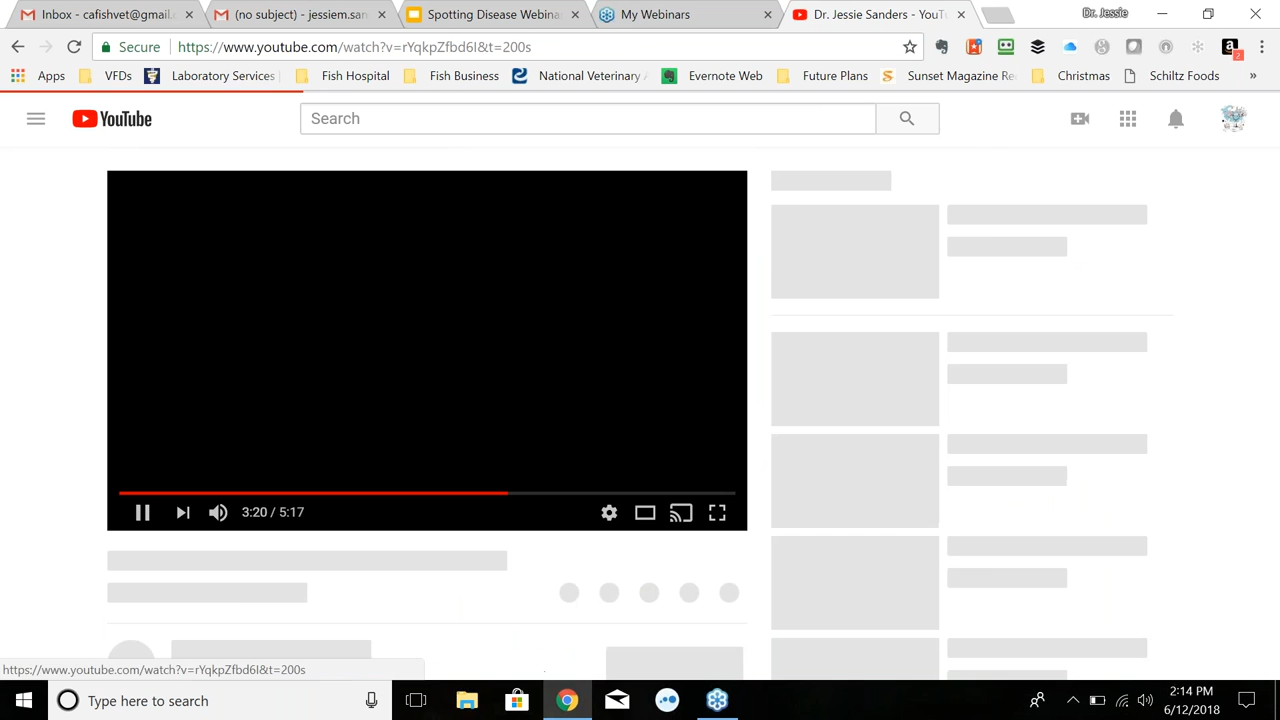 Inbox - cafishvet@gmail.c
(no subject) - jessiem.san
Spotting Disease Webinar
My Webinars
Dr. Jessie Sanders - YouTu
Dr. Jessie
Secure
https://www.youtube.com/watch?v=rYqkpZfbd6I&t=200s
2
Apps
VFDs
Laboratory Services
Fish Hospital
Fish Business
National Veterinary A
Evernote Web
Future Plans
Sunset Magazine Re
Christmas
Schiltz Foods
»
YouTube
Search
3:20 / 5:17
https://www.youtube.com/watch?v=rYqkpZfbd6I&t=200s
Type here to search
2:14 PM
6/12/2018